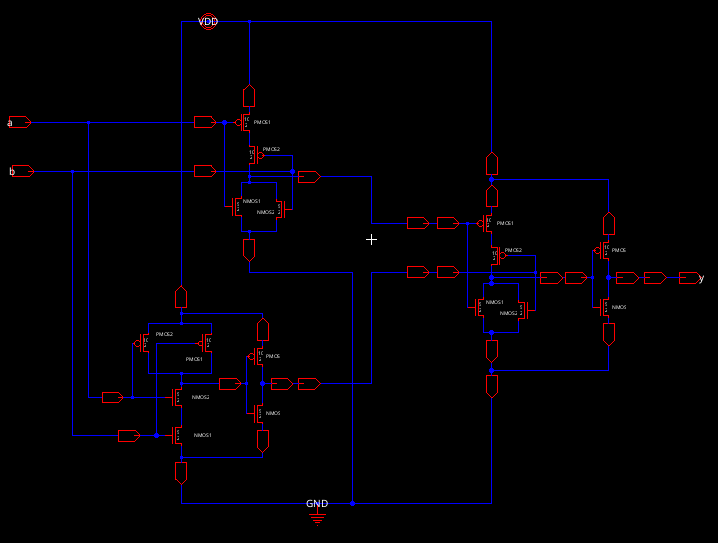 VDD
a
PMOS1
PMOS2
b
NMOS1
NMOS2
PMOS1
PMOS
PMOS2
y
NMOS1
NMOS
NMOS2
PMOS2
PMOS1
PMOS
NMOS2
NMOS
NMOS1
GND